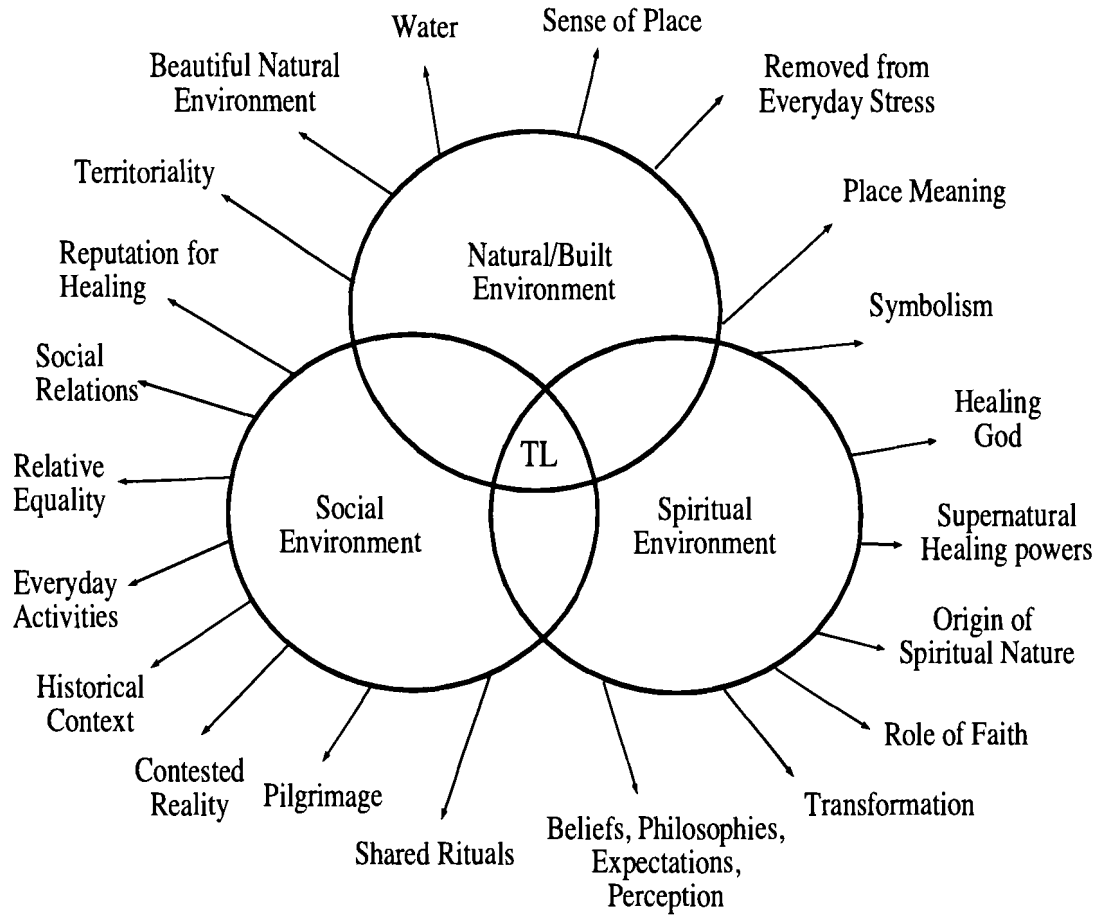 Water
Sense of Place
Beautiful Natural
Environment
Removed from
Everyday Stress
Territoriality
Place Meaning
Reputation for
Healing
Natural/Built
Environment
Symbolism
Social
Relations
Healing
God
TL
Relative
Equality
Social
Environment
Spiritual
Environment
Supernatural
Healing powers
Everyday
Activities
Origin of
Spiritual Nature
Historical
Context
Role of Faith
Contested
Reality
Pilgrimage
Transformation
Shared Rituals
Beliefs, Philosophies,
Expectations,
Perception